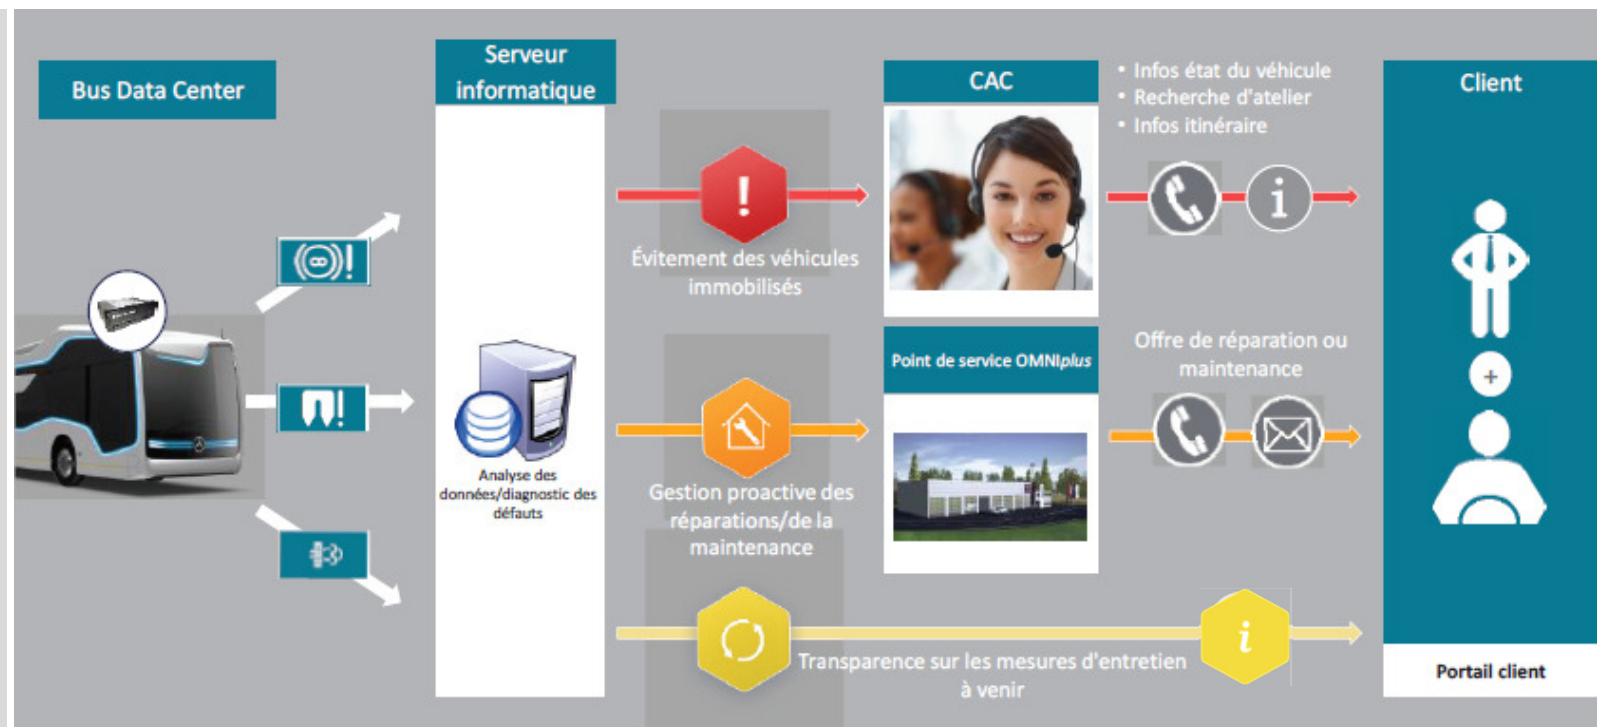 Bus Data Center
Serveur
informatique
Analyse des
données/diagnostic des
défauts
!
Évitement des véhicules
immobilisés
Gestion proactive des
réparations/de la
maintenance
CAC
• Infos état du véhicule
• Recherche d'atelier
• Infos itinéraire
i
Point de service OMNIplus
Offre de réparation ou
maintenance
Transparence sur les mesures d'entretien
à venir
i
Client
+
Portail client